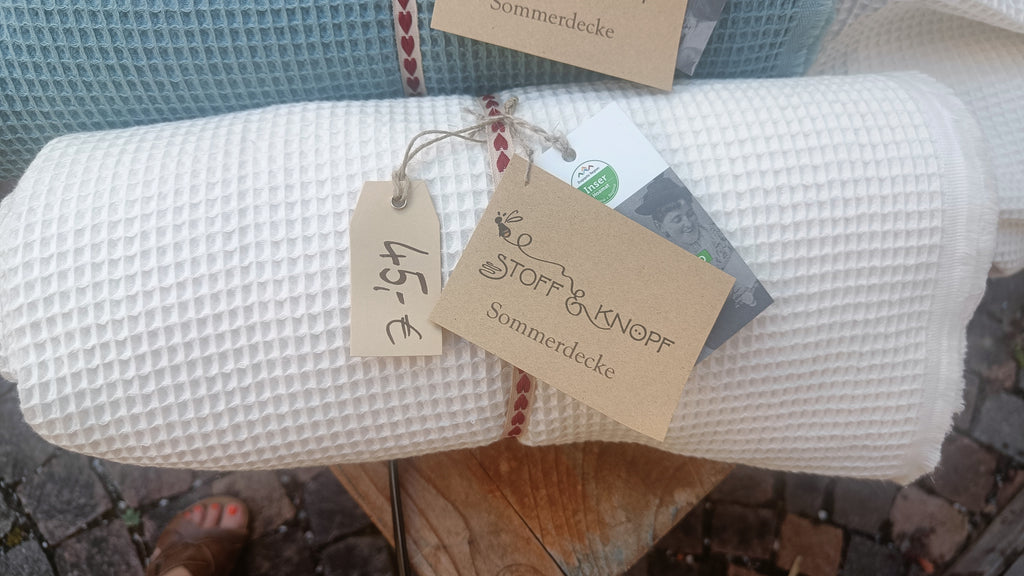 Sommerdecke
Inser
45,- €
STOFF & KNOPF
Sommerdecke